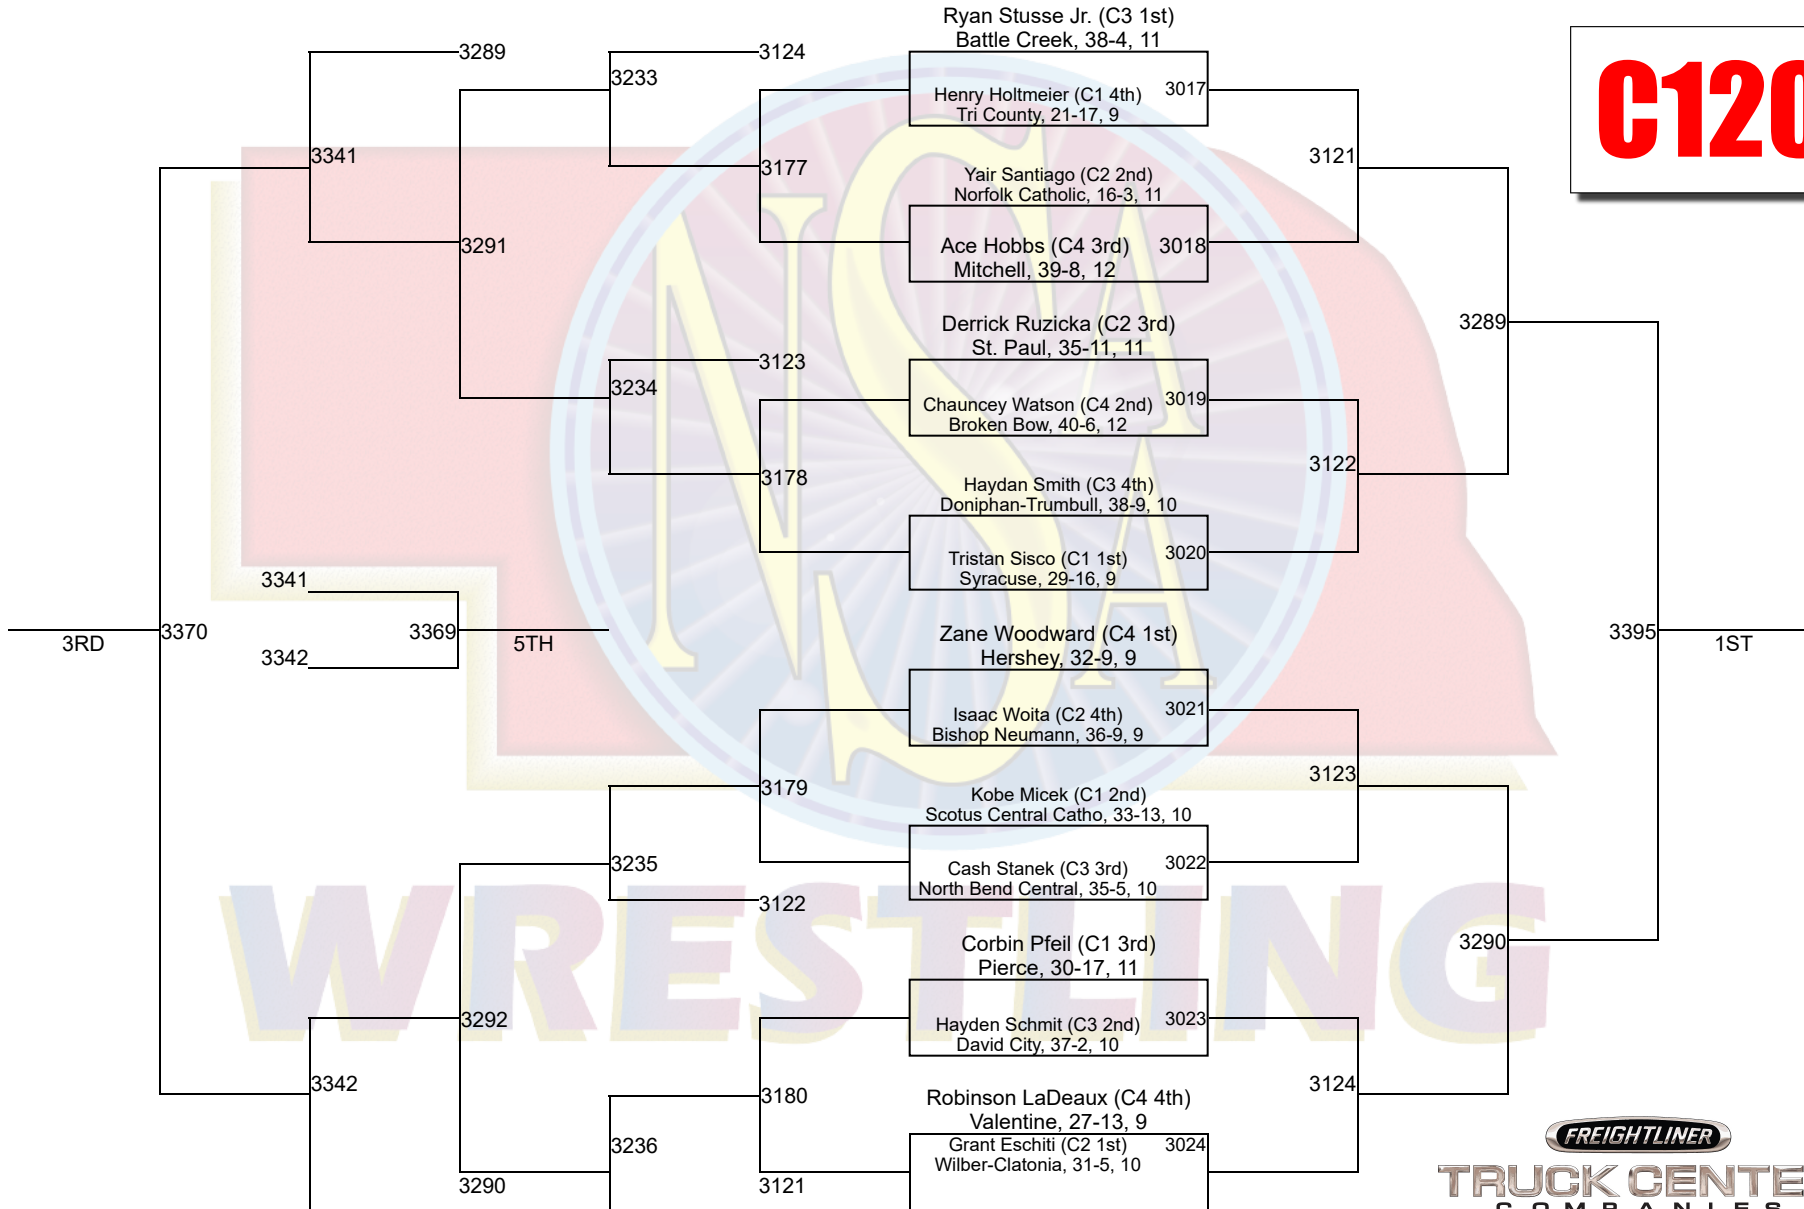 Ryan Stusse Jr. (C3 1st)
Battle Creek, 38-4, 11
3289
3124
3233
Henry Holtmeier (C1 4th)
Tri County, 21-17, 9
3017
C120
3341
3177
Yair Santiago (C2 2nd)
Norfolk Catholic, 16-3, 11
3121
3291
Ace Hobbs (C4 3rd)
Mitchell, 39-8, 12
3018
Derrick Ruzicka (C2 3rd)
St. Paul, 35-11, 11
3289
3123
3234
Chauncey Watson (C4 2nd)
Broken Bow, 40-6, 12
3019
3178
Haydan Smith (C3 4th)
Doniphan-Trumbull, 38-9, 10
3122
Tristan Sisco (C1 1st)
Syracuse, 29-16, 9
3020
3341
3RD
3370
3369
5TH
3342
Zane Woodward (C4 1st)
Hershey, 32-9, 9
3395
1ST
Isaac Woita (C2 4th)
Bishop Neumann, 36-9, 9
3021
3179
Kobe Micek (C1 2nd)
Scotus Central Catho, 33-13, 10
3123
3235
Cash Stanek (C3 3rd)
North Bend Central, 35-5, 10
3022
3122
Corbin Pfeil (C1 3rd)
Pierce, 30-17, 11
3290
3292
Hayden Schmit (C3 2nd)
David City, 37-2, 10
3023
3342
3180
Robinson LaDeaux (C4 4th)
Valentine, 27-13, 9
3124
3236
Grant Eschiti (C2 1st)
Wilber-Clatonia, 31-5, 10
3024
3290
3121
NSAA
WRESTLING
FREIGHTLINER
TRUCK CENTE
COMPANIES